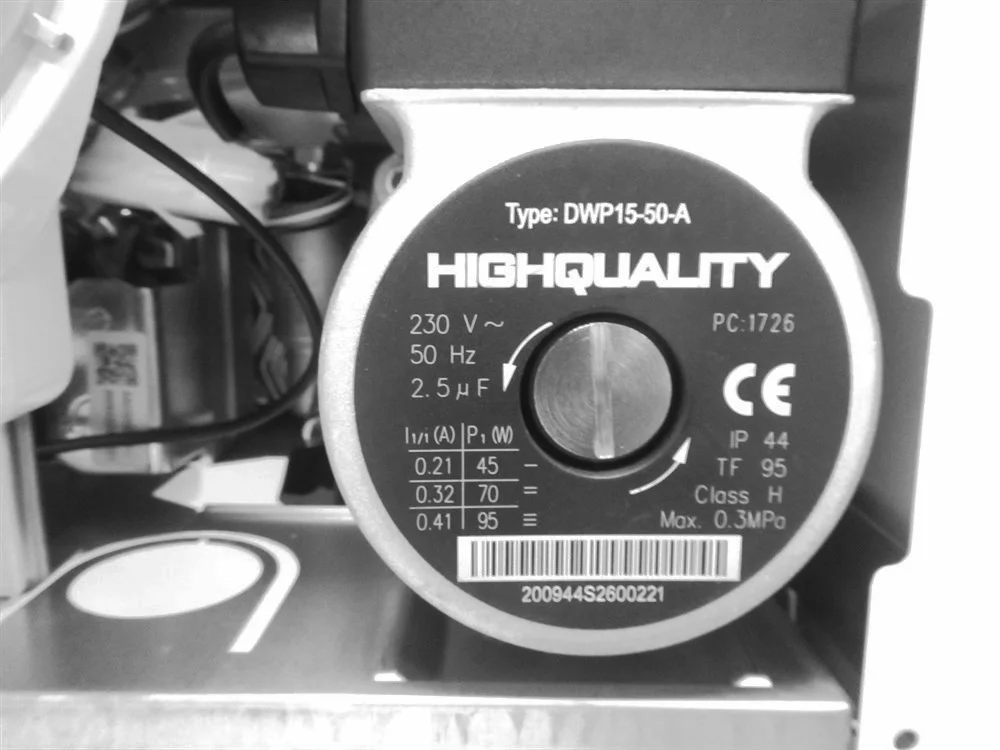 Type: DWP15-50-A
HIGHQUALITY
230 V ~
50 Hz
2.5 μ F
PC:1726
CE
I₁/₁ (A) P₁ (W)
0.21 45 –
0.32 70 =
0.41 95 ≡
IP 44
TF 95
Class H
Max. 0.3MPa
200944S2600221